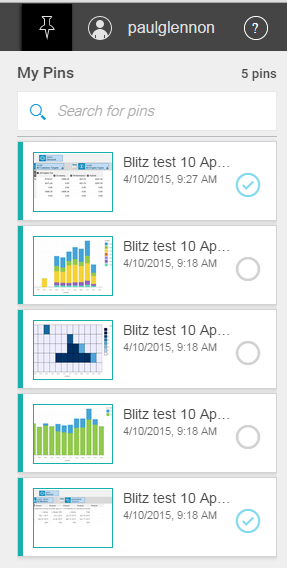 paulglennon ?
My Pins 5 pins
Search for pins
Blitz test 10 Ap...
4/10/2015, 9:27 AM
Blitz test 10 Ap...
4/10/2015, 9:18 AM
Blitz test 10 Ap...
4/10/2015, 9:18 AM
Blitz test 10 Ap...
4/10/2015, 9:18 AM
Blitz test 10 Ap...
4/10/2015, 9:18 AM